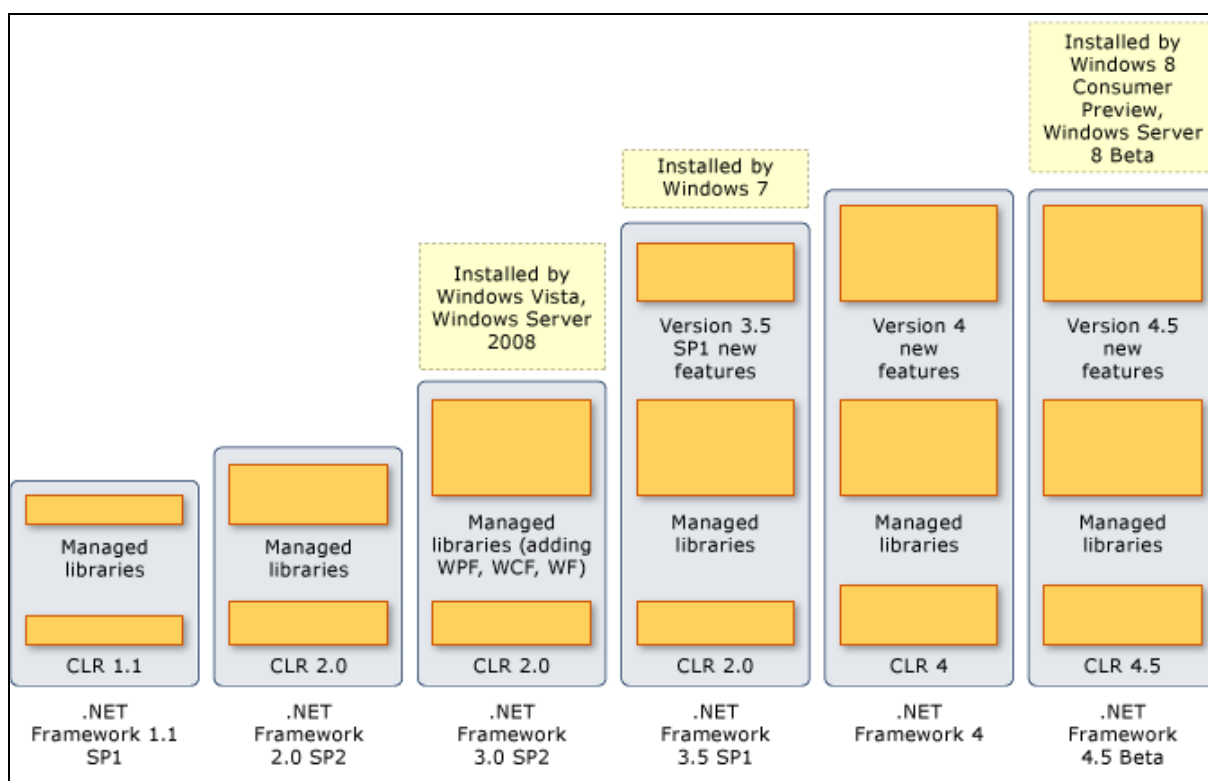 Installed by
Windows 8
Consumer
Preview,
Windows Server
8 Beta
Installed by
Windows 7
Installed by
Windows Vista,
Windows Server
2008
Managed
libraries
CLR 1.1
.NET
Framework 1.1
SP1
Managed
libraries
CLR 2.0
.NET
Framework
2.0 SP2
Managed
libraries (adding
WPF, WCF, WF)
CLR 2.0
.NET
Framework
3.0 SP2
Version 3.5
SP1 new
features
Managed
libraries
CLR 2.0
.NET
Framework
3.5 SP1
Version 4
new
features
Managed
libraries
CLR 4
.NET
Framework 4
Version 4.5
new
features
Managed
libraries
CLR 4.5
.NET
Framework
4.5 Beta